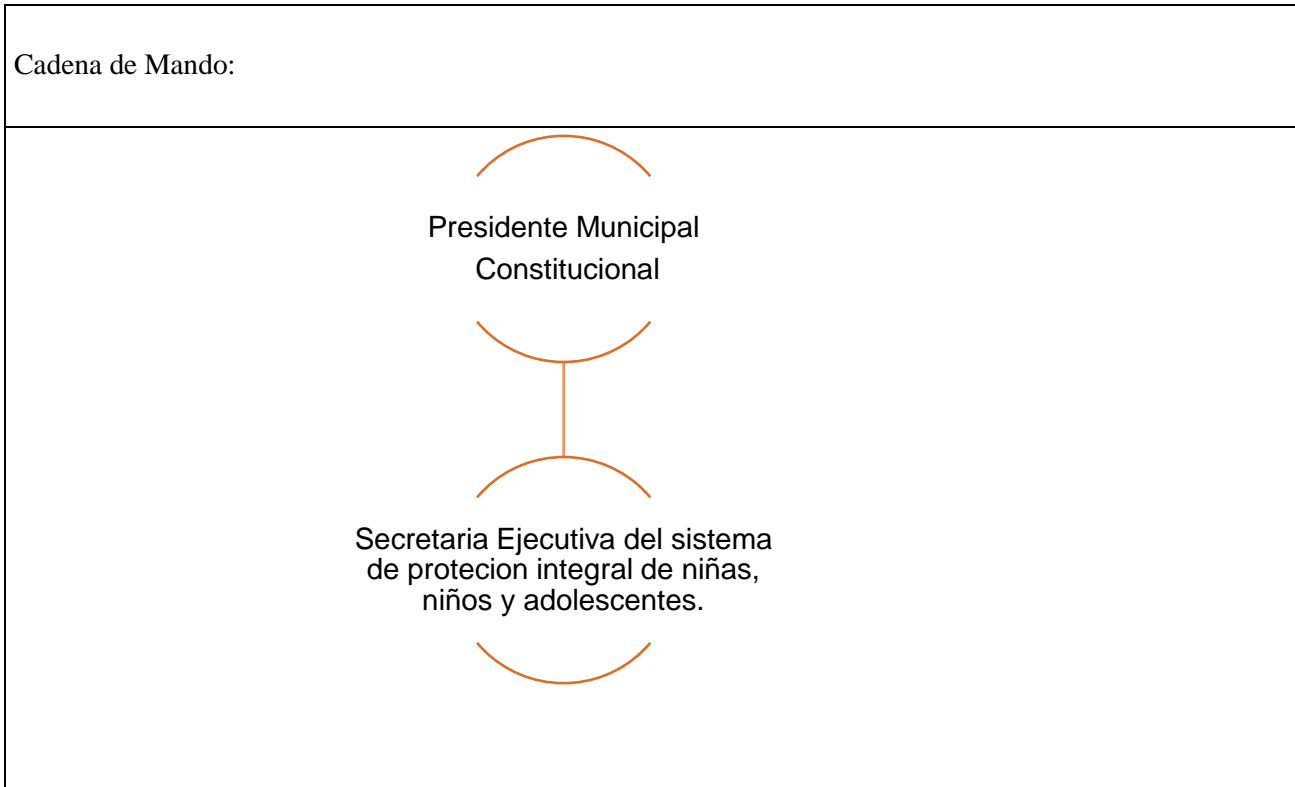 Cadena de Mando:
Presidente Municipal
Constitucional
Secretaria Ejecutiva del sistema
de protecion integral de niñas,
niños y adolescentes.